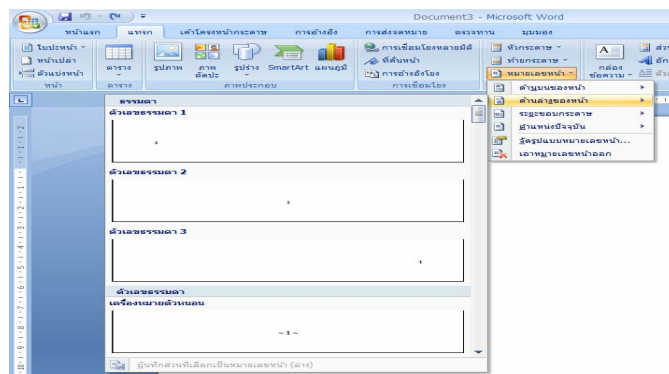 Document3 - Microsoft Word
หน้าแรก แทรก เค้าโครงหน้ากระดาษ การอ้างอิง การส่งจดหมาย ตรวจทาน มุมมอง
ใบปะหน้า
หน้าเปล่า
ตัวแบ่งหน้า
หน้า
ตาราง
ตาราง
รูปภาพ ภาพตัดปะ รูปร่าง SmartArt แผนภูมิ
ภาพประกอบ
การเชื่อมโยงหลายมิติ
ที่คั่นหน้า
การอ้างอิงโยง
การเชื่อมโยง
หัวกระดาษ
ท้ายกระดาษ
หมายเลขหน้า
กล่อง
ข้อความ
ด้านบนของหน้า
ด้านล่างของหน้า
ระยะขอบกระดาษ
ตำแหน่งปัจจุบัน
จัดรูปแบบหมายเลขหน้า...
เอาหมายเลขหน้าออก
ธรรมดา
ตัวเลขธรรมดา 1
1
ตัวเลขธรรมดา 2
1
ตัวเลขธรรมดา 3
1
ตัวเลขธรรมดา
เครื่องหมายตัวหนอน
~ 1 ~
บันทึกส่วนที่เลือกเป็นหมายเลขหน้า (ล่าง)